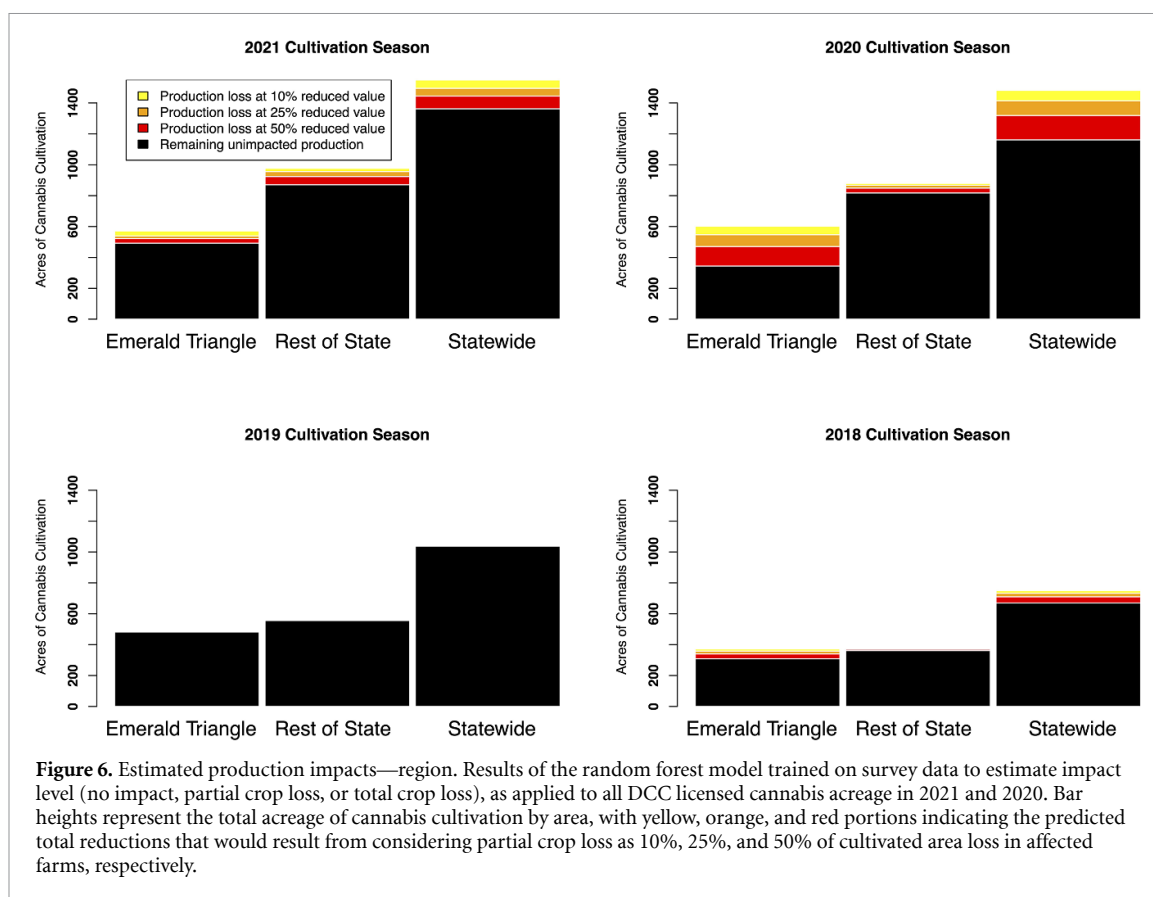 2021 Cultivation Season
Acres of Cannabis Cultivation
1400
1000
600
200
0
Production loss at 10% reduced value
Production loss at 25% reduced value
Production loss at 50% reduced value
Remaining unimpacted production
Emerald Triangle Rest of State Statewide
2020 Cultivation Season
Acres of Cannabis Cultivation
1400
1000
600
200
0
Emerald Triangle Rest of State Statewide
2019 Cultivation Season
Acres of Cannabis Cultivation
1400
1000
600
200
0
Emerald Triangle Rest of State Statewide
2018 Cultivation Season
Acres of Cannabis Cultivation
1400
1000
600
200
0
Emerald Triangle Rest of State Statewide
Figure 6. Estimated production impacts—region. Results of the random forest model trained on survey data to estimate impact
level (no impact, partial crop loss, or total crop loss), as applied to all DCC licensed cannabis acreage in 2021 and 2020. Bar
heights represent the total acreage of cannabis cultivation by area, with yellow, orange, and red portions indicating the predicted
total reductions that would result from considering partial crop loss as 10%, 25%, and 50% of cultivated area loss in affected
farms, respectively.